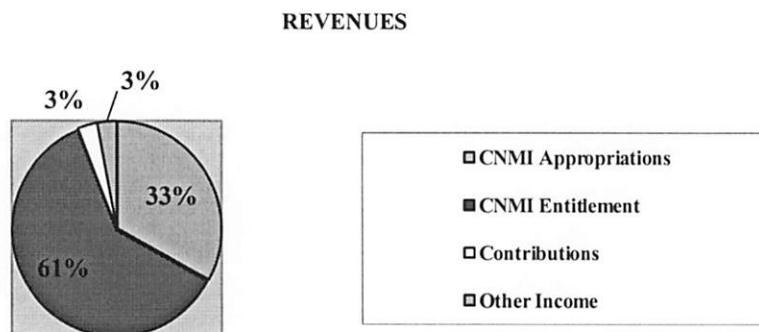 REVENUES
3%
3%
33%
61%
CNMI Appropriations
CNMI Entitlement
Contributions
Other Income